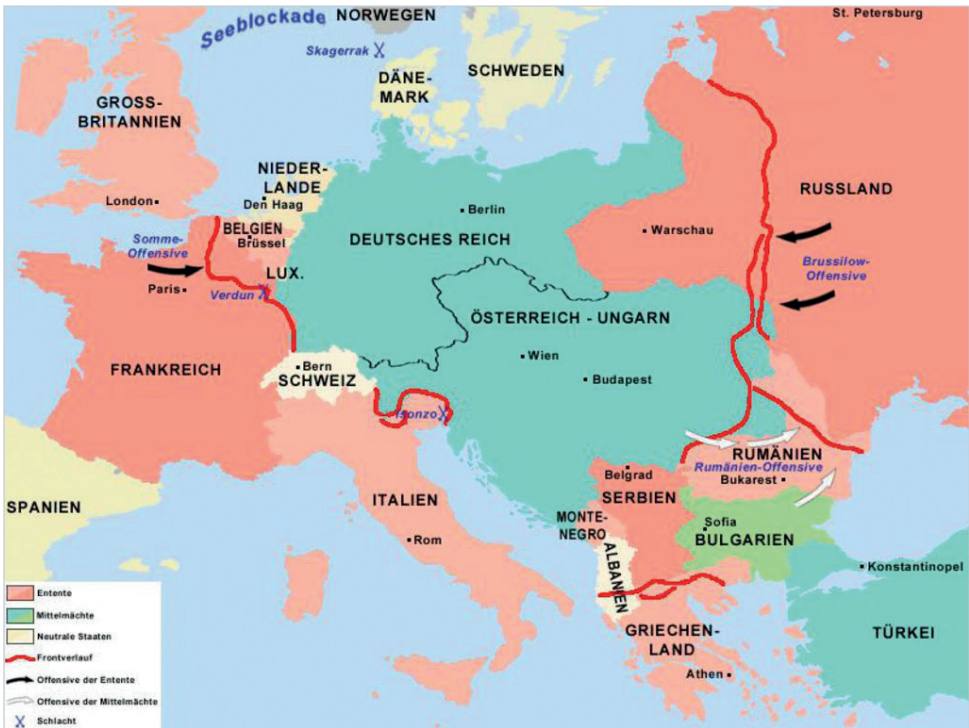 Seeblockade
NORWEGEN
St. Petersburg
Skagerrak
DÄNE-
MARK
SCHWEDEN
GROSS-
BRITANNIEN
NIEDER-
LANDE
Den Haag
London
Berlin
RUSSLAND
BELGIEN
Brüssel
Warschau
Somme-
Offensive
DEUTSCHES REICH
Brussilow-
Offensive
LUX.
Paris
Verdun
ÖSTERREICH - UNGARN
Wien
FRANKREICH
Bern
SCHWEIZ
Budapest
Isonzo
RUMÄNIEN
Rumänien-Offensive
Bukarest
Belgrad
SERBIEN
ITALIEN
SPANIEN
MONTE-
NEGRO
Sofia
BULGARIEN
Rom
ALBANIEN
Konstantinopel
GRIECHEN-
LAND
TÜRKEI
Athen
Entente
Mittelmächte
Neutrale Staaten
Frontverlauf
Offensive der Entente
Offensive der Mittelmächte
Schlacht